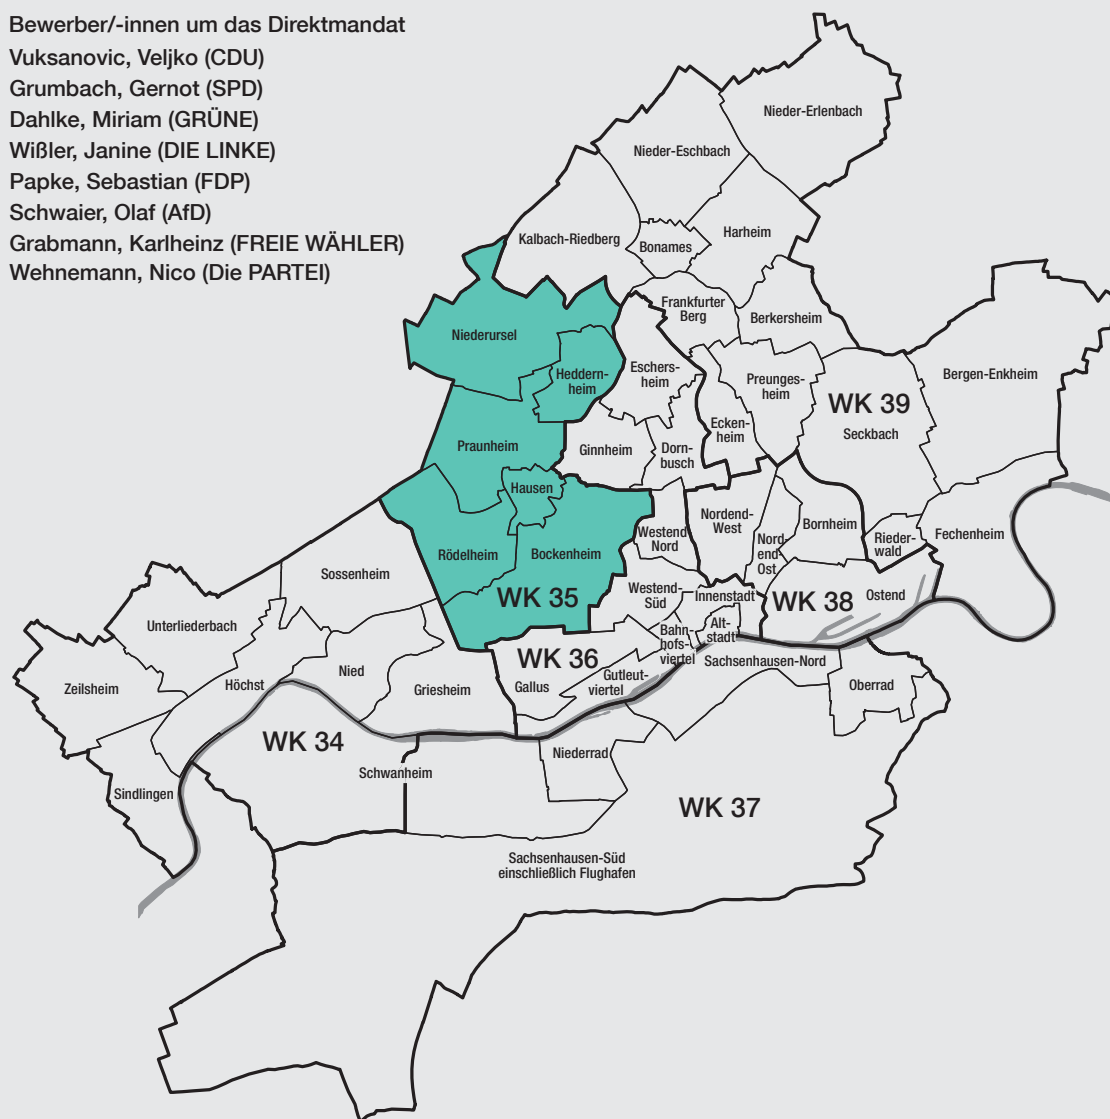 Bewerber/-innen um das Direktmandat
Vuksanovic, Veljko (CDU)
Grumbach, Gernot (SPD)
Dahlke, Miriam (GRÜNE)
Wißler, Janine (DIE LINKE)
Papke, Sebastian (FDP)
Schwaier, Olaf (AfD)
Grabmann, Karlheinz (FREIE WÄHLER)
Wehnemann, Nico (Die PARTEI)
Nieder-Erlenbach
Nieder-Eschbach
Kalbach-Riedberg
Bonames
Harheim
Frankfurter
Berg
Berkersheim
Niederursel
Heddern-
heim
Eschers-
heim
Preunges-
heim
Bergen-Enkheim
WK 39
Seckbach
Praunheim
Ginnheim
Dorn-
busch
Ecken-
heim
Hausen
Nordend-
West
Bornheim
Westend
Nord
Nord-
end-
Ost
Rieder-
wald
Fechenheim
Rödelheim
Bockenheim
WK 35
Sossenheim
Westend-
Süd
Innenstadt
WK 38
Ostend
Unterliederbach
Bahn-
hofs-
viertel
Alt-
stadt
WK 36
Gallus
Gutleut-
viertel
Sachsenhausen-Nord
Oberrad
Zeilsheim
Höchst
Nied
Griesheim
WK 34
Schwanheim
Niederrad
Sindlingen
WK 37
Sachsenhausen-Süd
einschließlich Flughafen